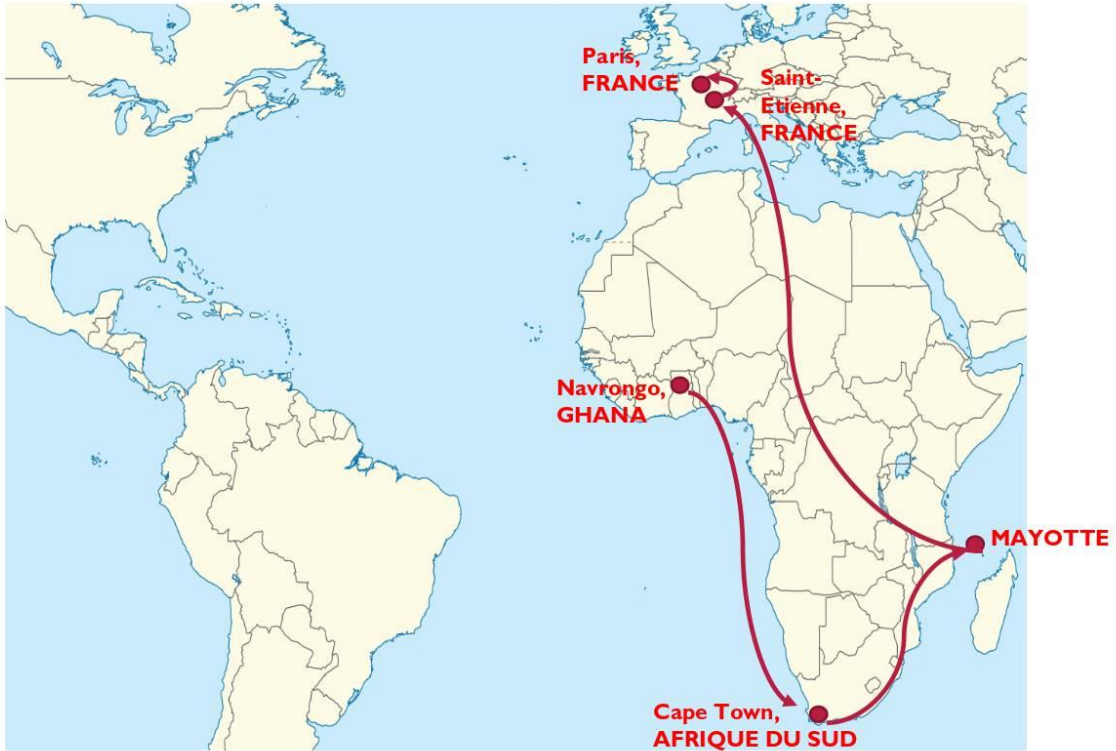 Paris,
FRANCE
Saint-
Etienne,
FRANCE
Navrongo,
GHANA
MAYOTTE
Cape Town,
AFRIQUE DU SUD